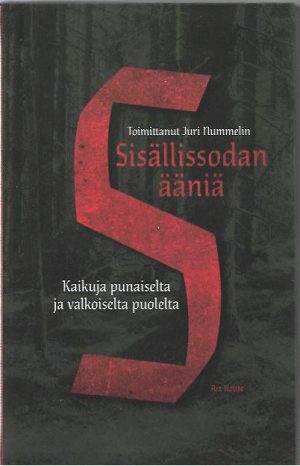 Toimittanut Juri Nummelin
Sisällissodan
ääniä
Kaikuja punaiselta
ja valkoiselta puolelta
S